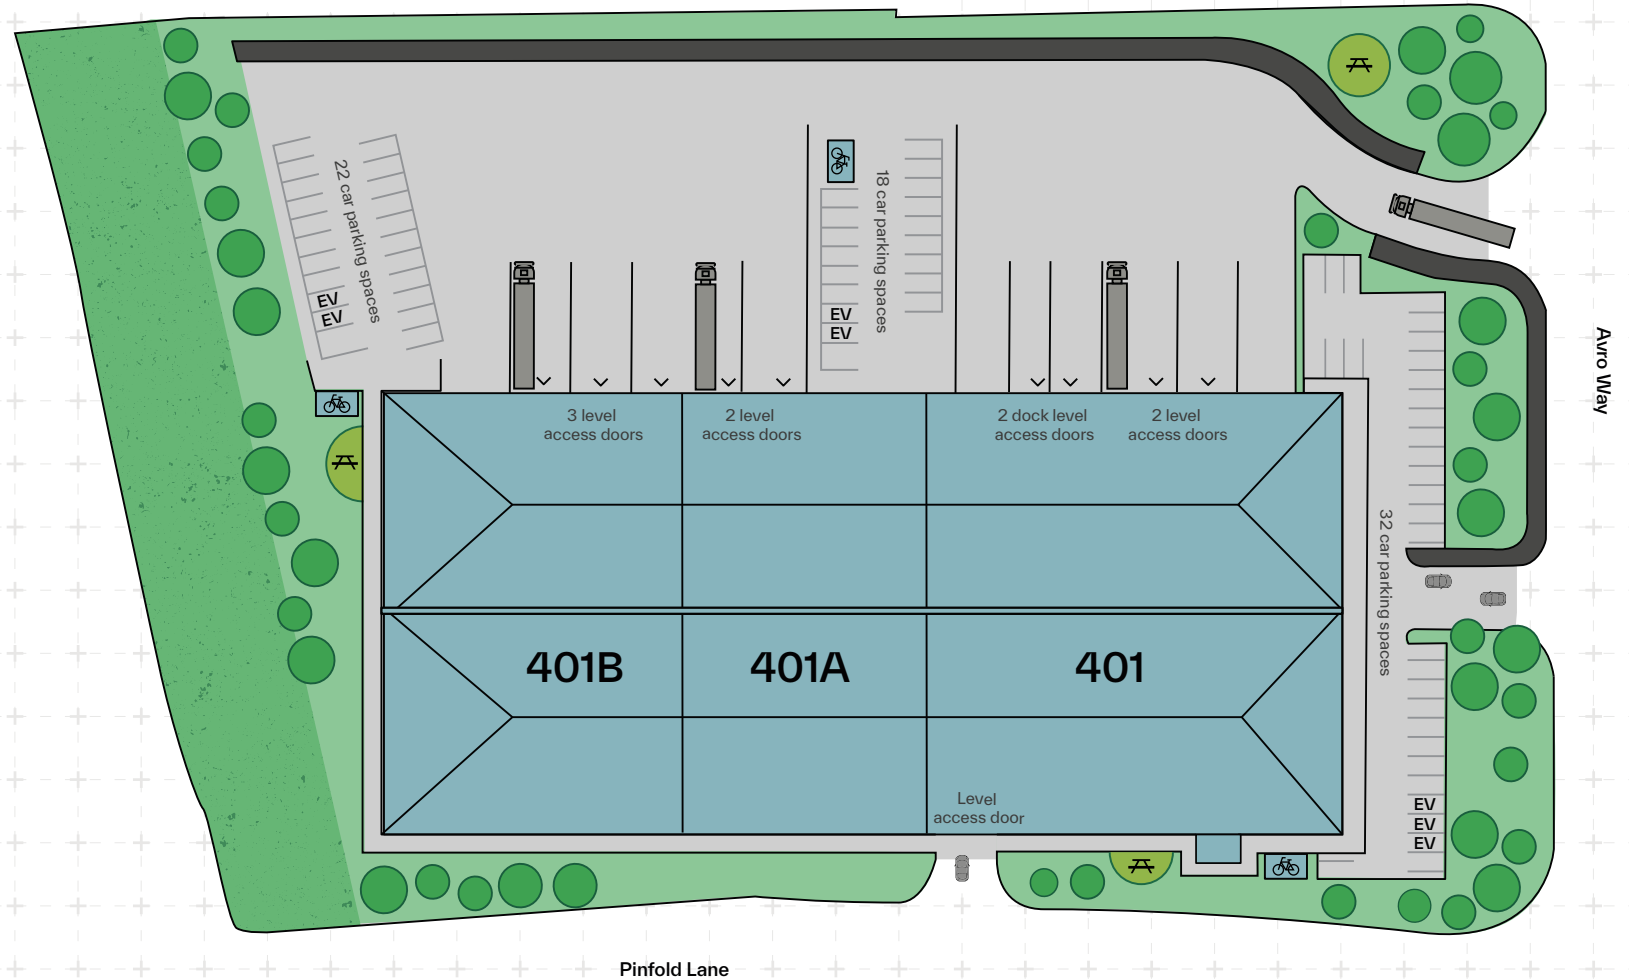 22 car parking spaces
EV
EV
18 car parking spaces
EV
EV
3 level
access doors
2 level
access doors
2 dock level
access doors
2 level
access doors
Avro Way
32 car parking spaces
401B
401A
401
Level
access door
EV
EV
EV
Pinfold Lane